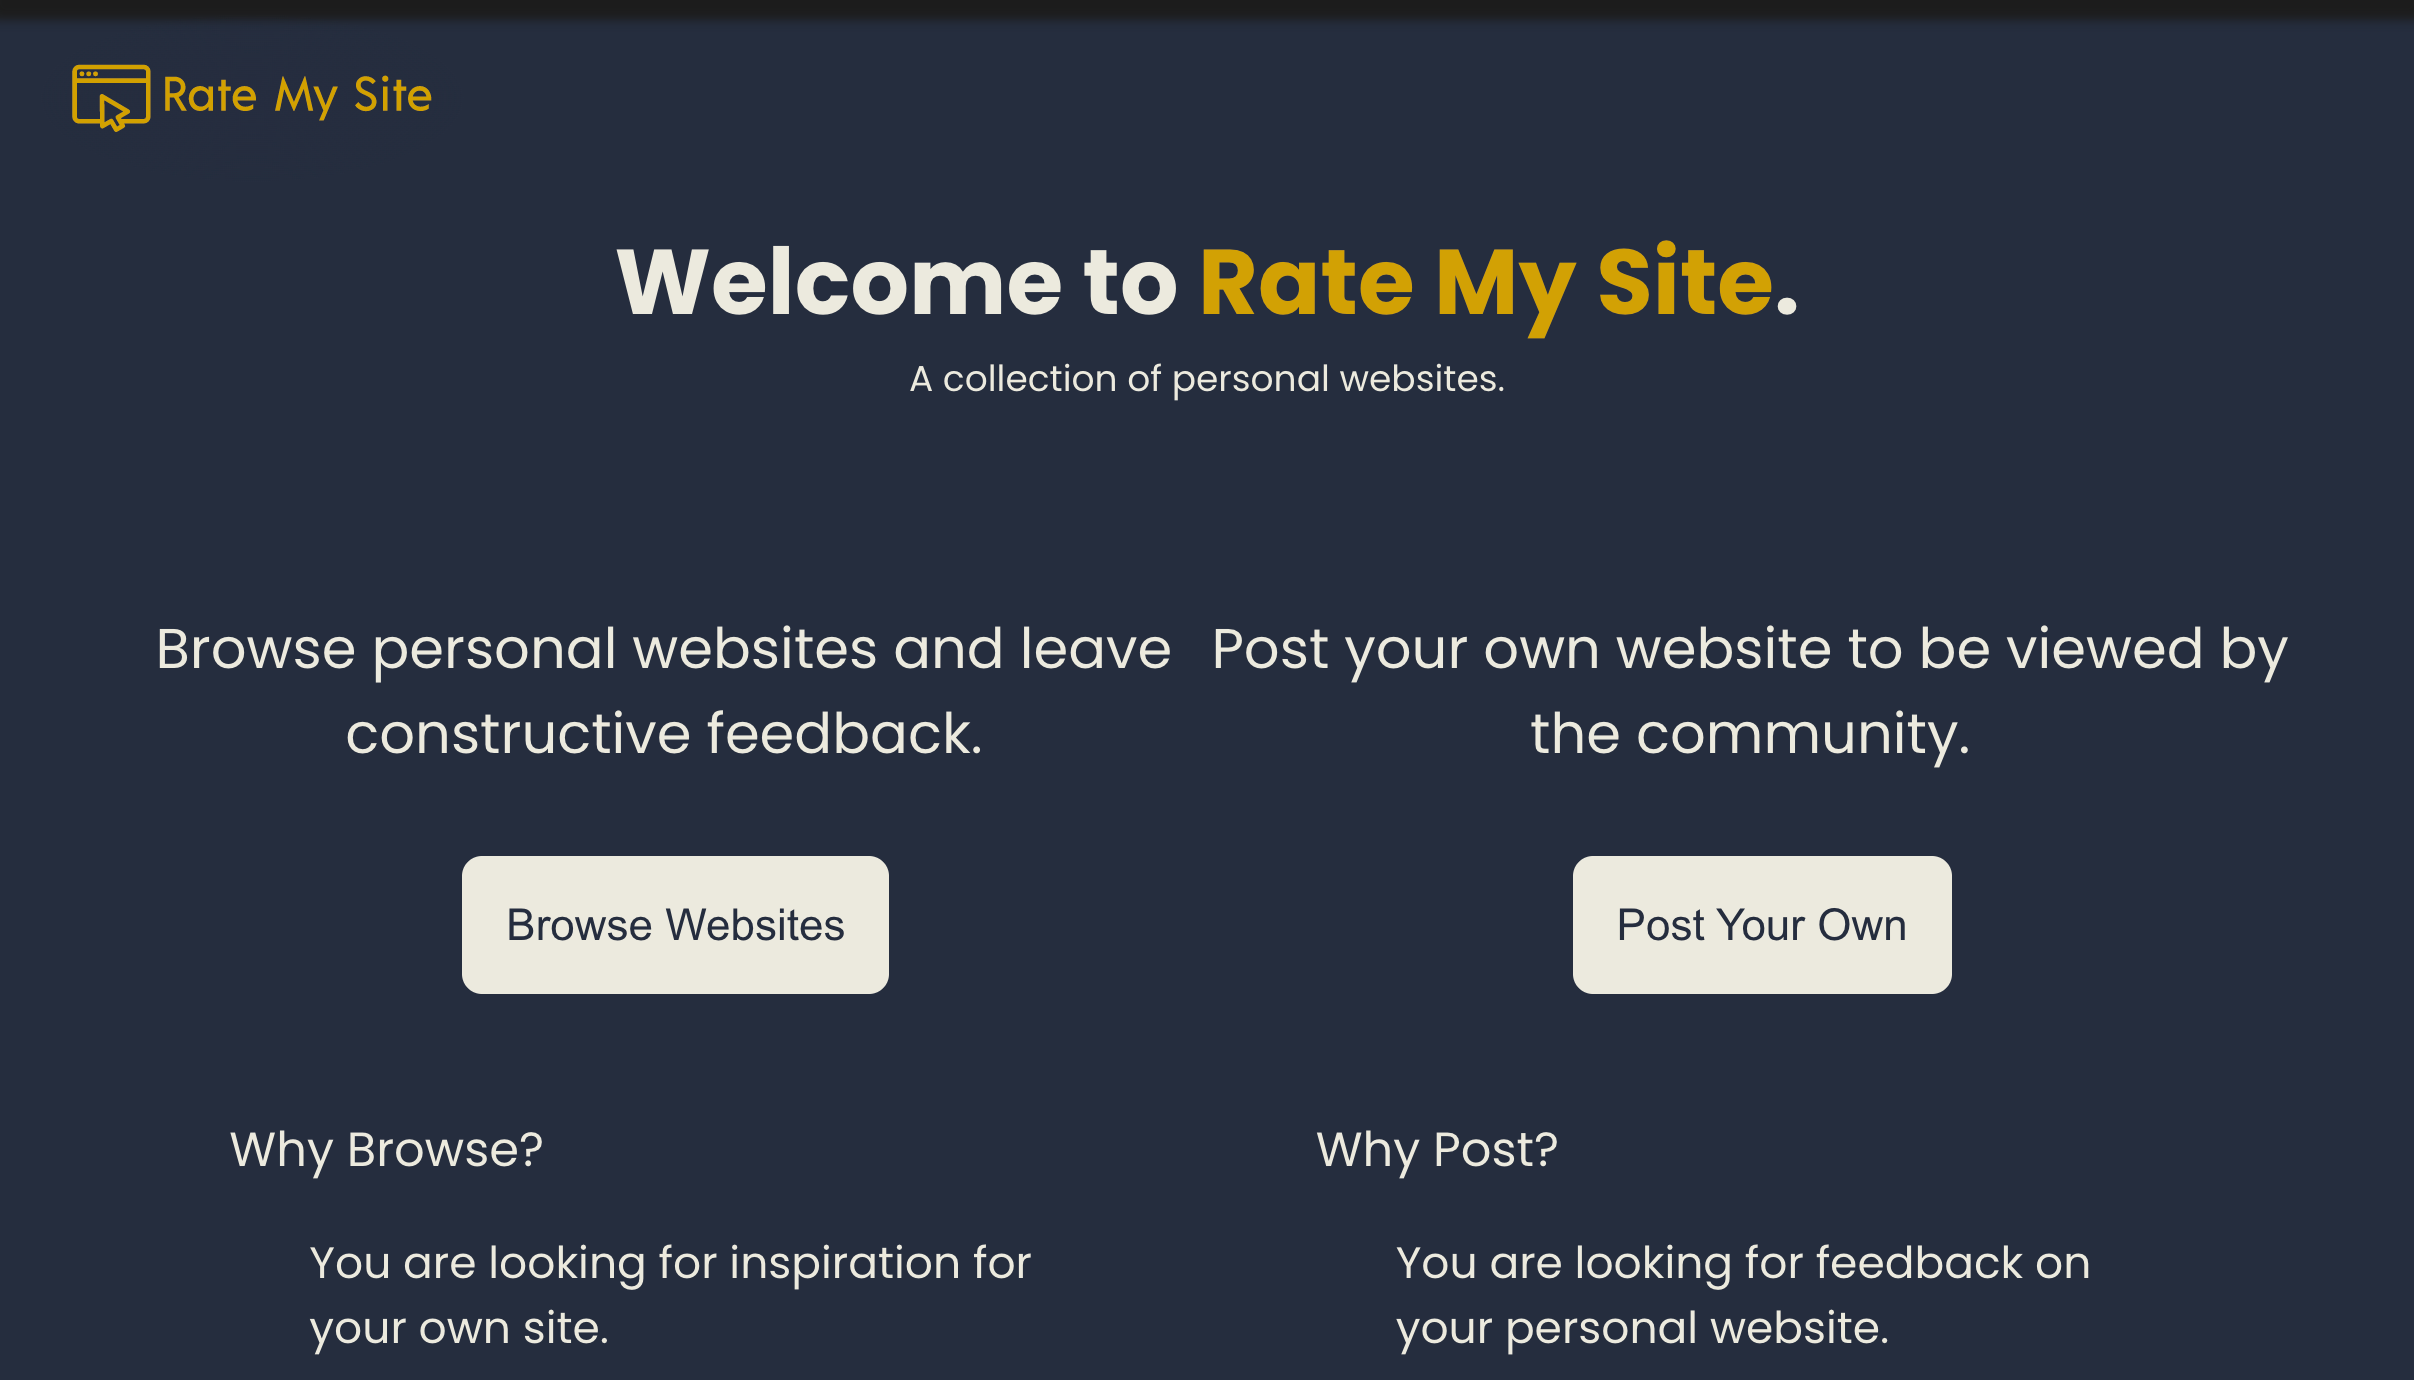 Rate My Site
Welcome to Rate My Site.
A collection of personal websites.
Browse personal websites and leave
constructive feedback.
Browse Websites
Why Browse?
You are looking for inspiration for
your own site.
Post your own website to be viewed by
the community.
Post Your Own
Why Post?
You are looking for feedback on
your personal website.